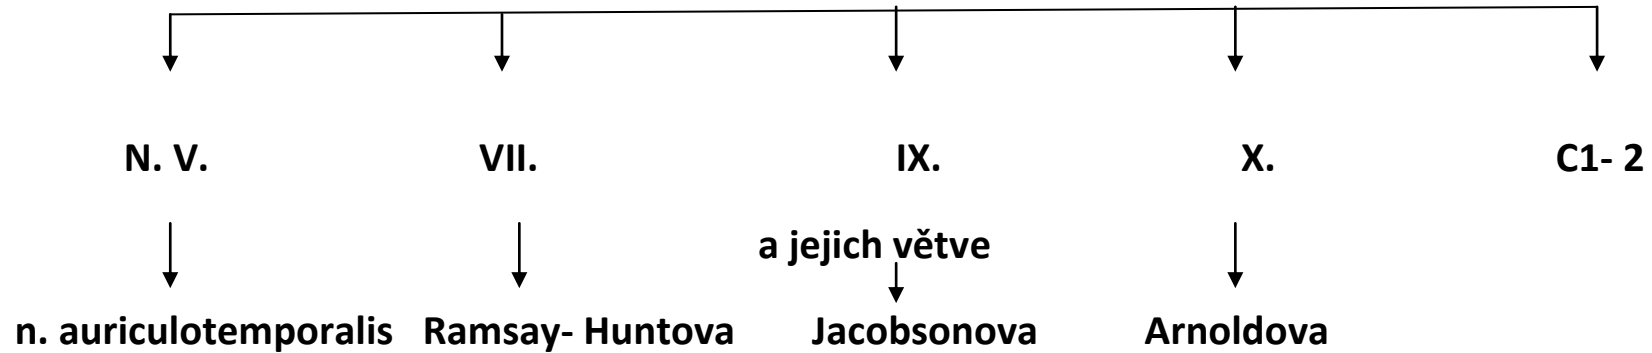 N. V. VII. IX. X. C1- 2
a jejich větve
n. auriculotemporalis Ramsay- Huntova Jacobsonova Arnoldova